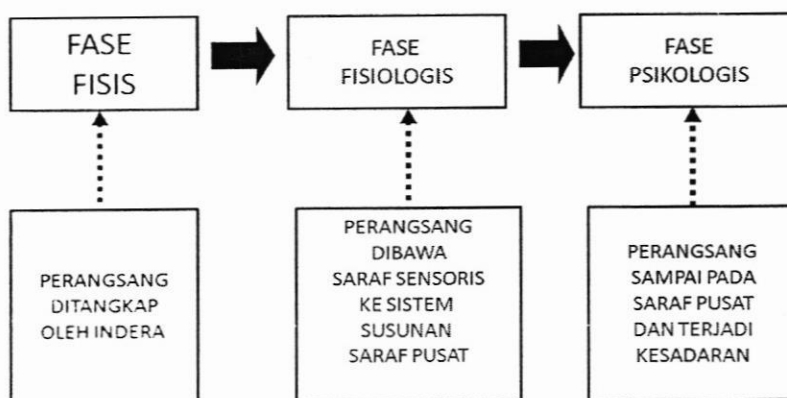 FASE
FISIS
FASE
FISIOLOGIS
FASE
PSIKOLOGIS
PERANGSANG
DITANGKAP
OLEH INDERA
PERANGSANG
DIBAWA
SARAF SENSORIS
KE SISTEM
SUSUNAN
SARAF PUSAT
PERANGSANG
SAMPAI PADA
SARAF PUSAT
DAN TERJADI
KESADARAN